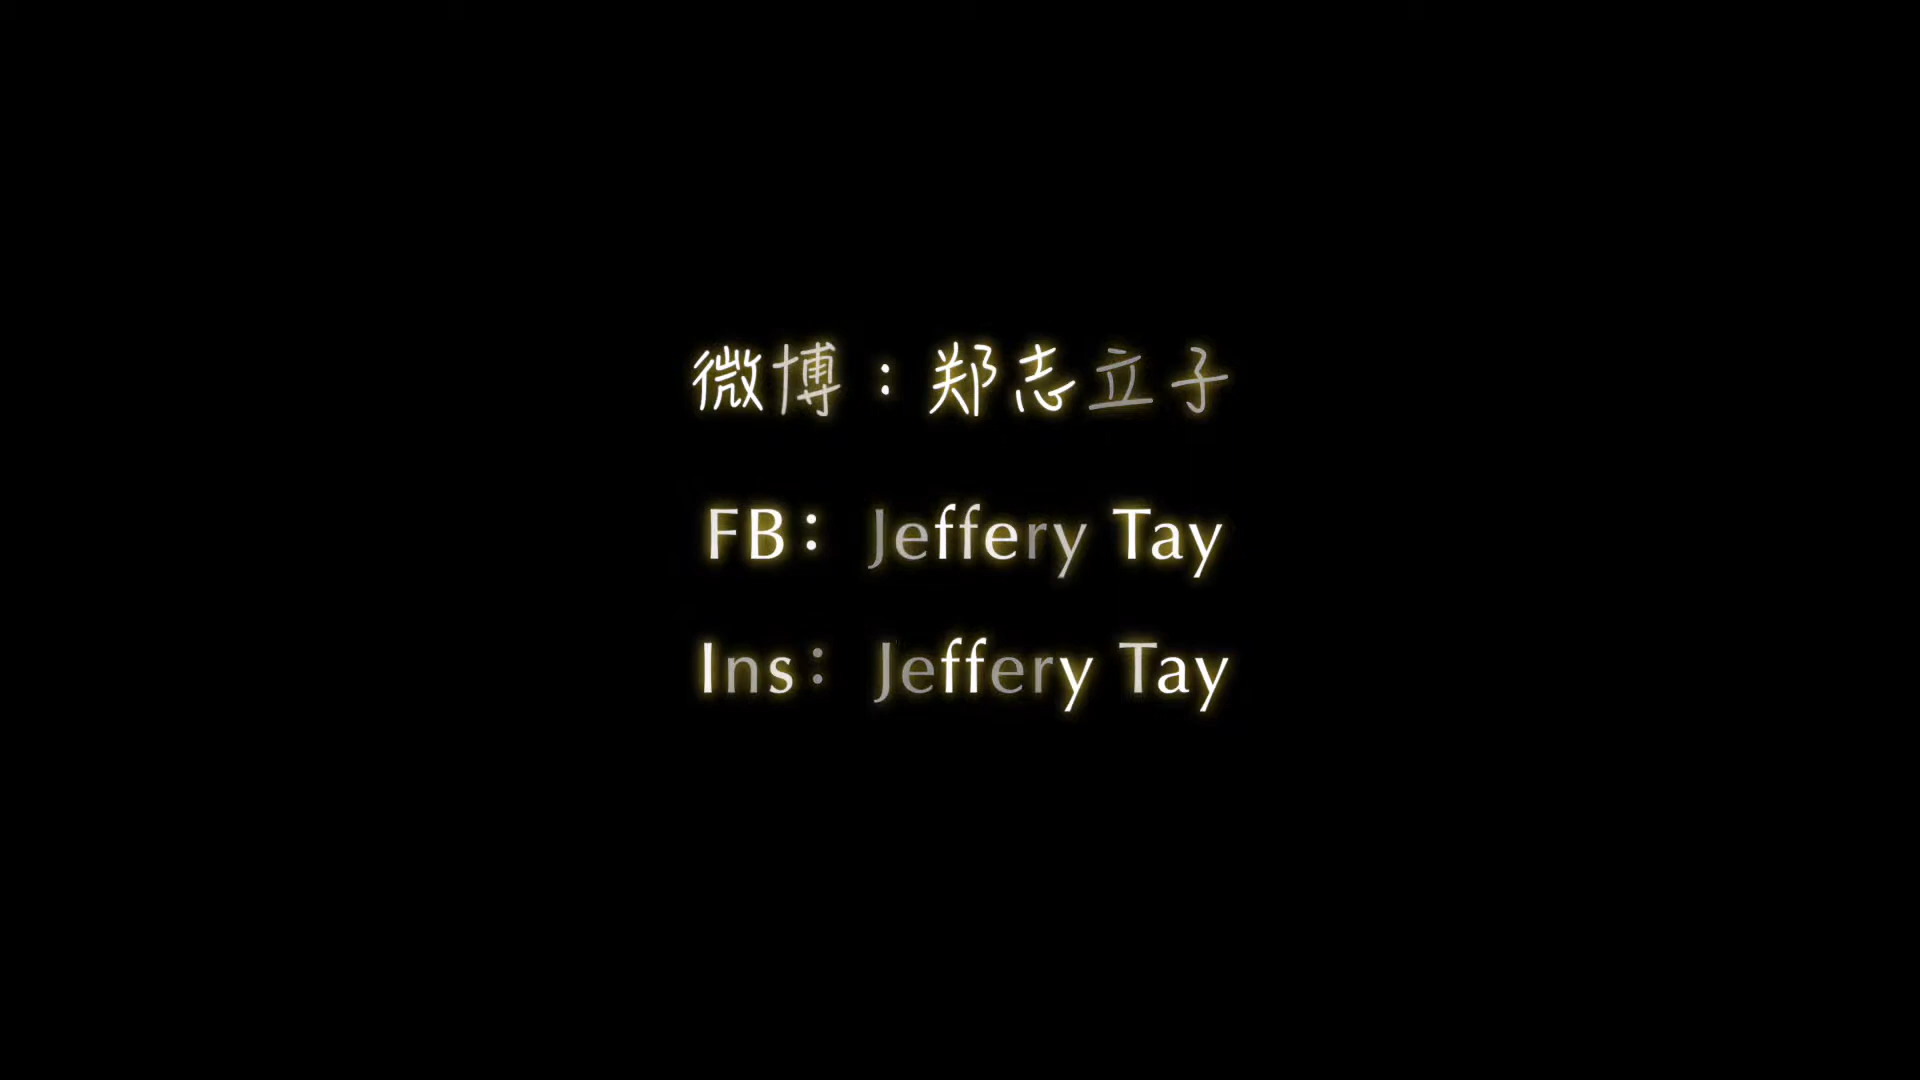 微博：郑志立子
FB： Jeffery Tay
Ins： Jeffery Tay